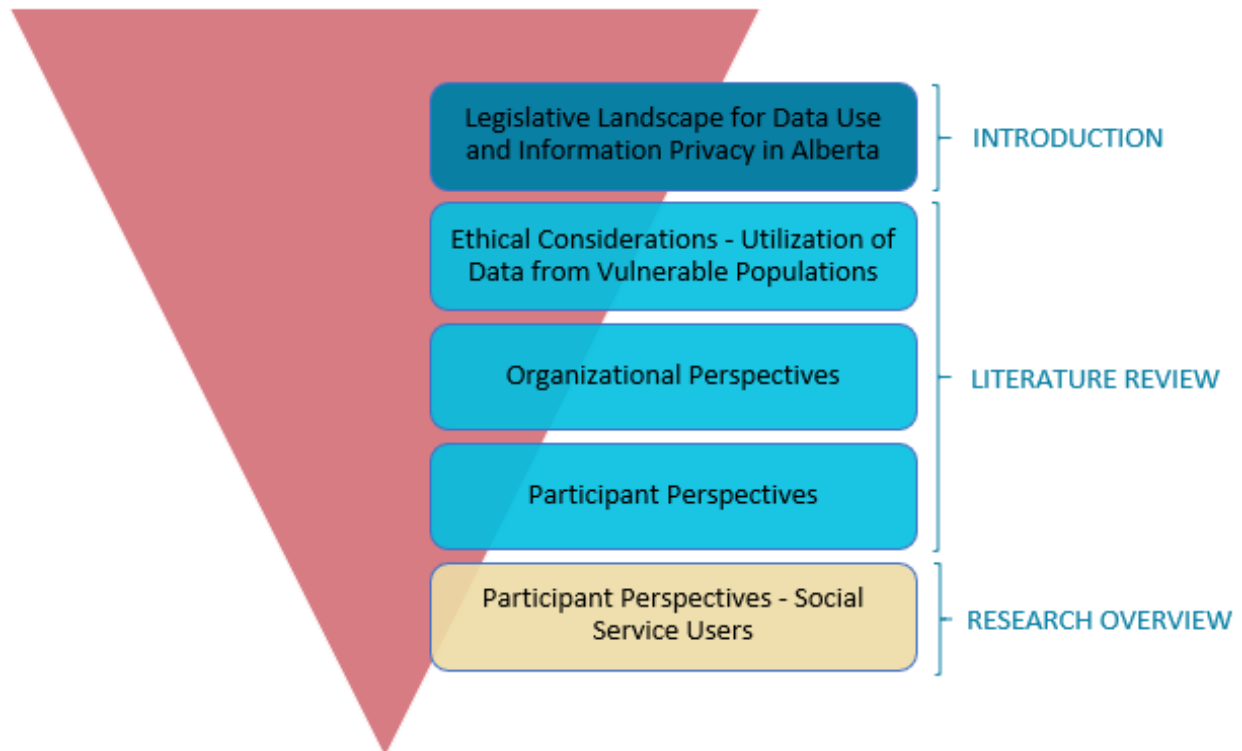 Legislative Landscape for Data Use
and Information Privacy in Alberta
INTRODUCTION
Ethical Considerations - Utilization of
Data from Vulnerable Populations
Organizational Perspectives
LITERATURE REVIEW
Participant Perspectives
Participant Perspectives - Social
Service Users
RESEARCH OVERVIEW